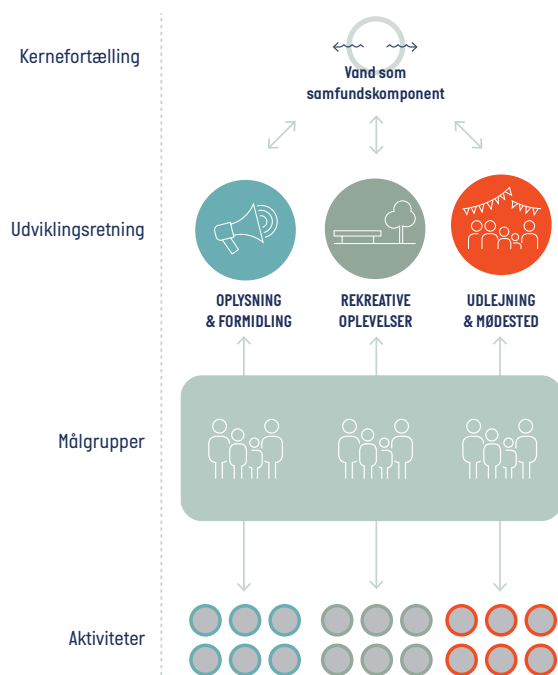 Kernefortælling
Vand som
samfundskomponent
Udviklingsretning
OPLYSNING
& FORMIDLING
REKREATIVE
OPLEVELSER
UDLEJNING
& MØDESTED
Målgrupper
Aktiviteter